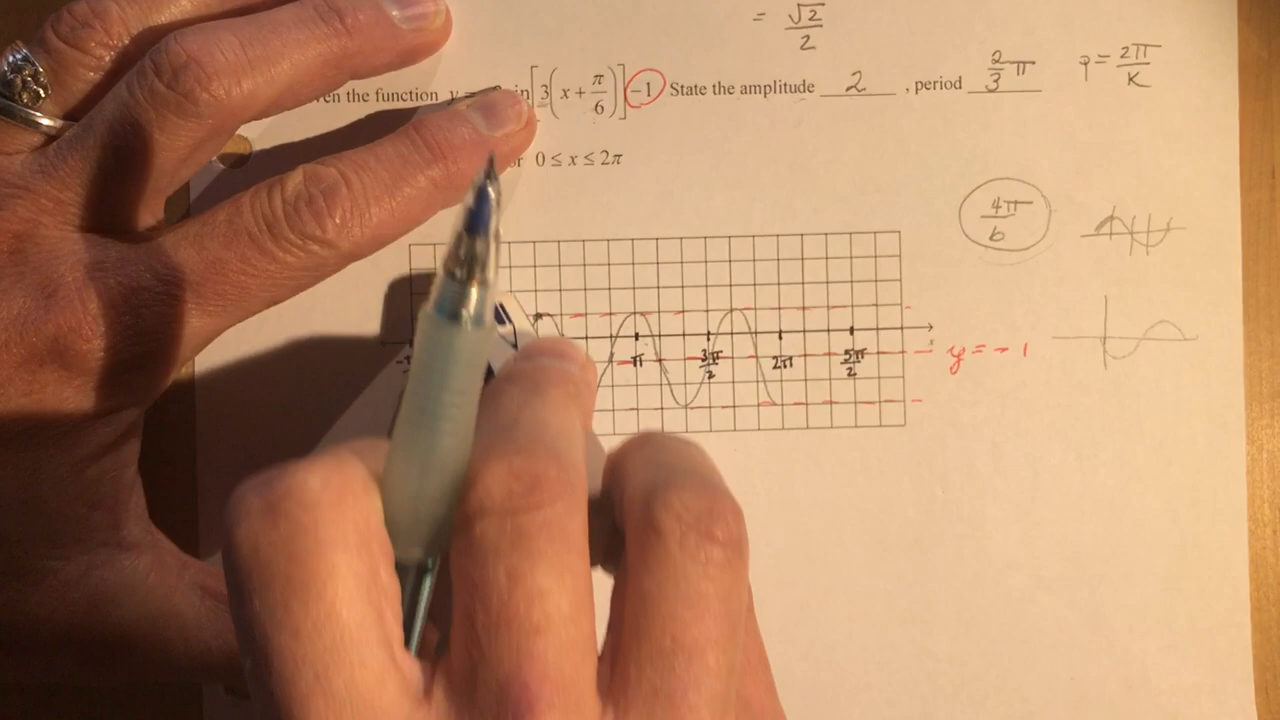 = √2/2
the function y = in[3(x + π/6)] -1 State the amplitude 2 , period 2/3 π
P = 2π/K
0 ≤ x ≤ 2π
4π/6
π 3π/2 2π 5π/2 x
y = -1